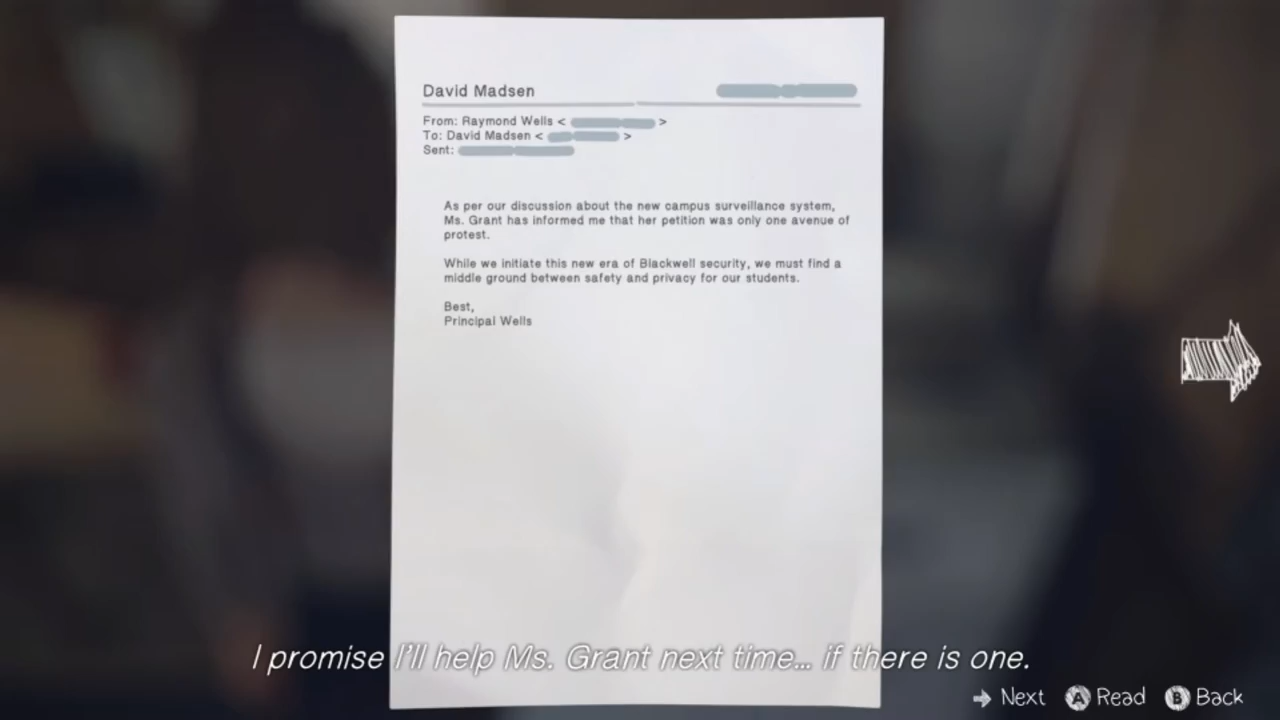 David Madsen
From: Raymond Wells < >
To: David Madsen < >
Sent:
As per our discussion about the new campus surveillance system,
Ms. Grant has informed me that her petition was only one avenue of
protest.
While we initiate this new era of Blackwell security, we must find a
middle ground between safety and privacy for our students.
Best,
Principal Wells
I promise I'll help Ms. Grant next time... if there is one.
Next A Read B Back